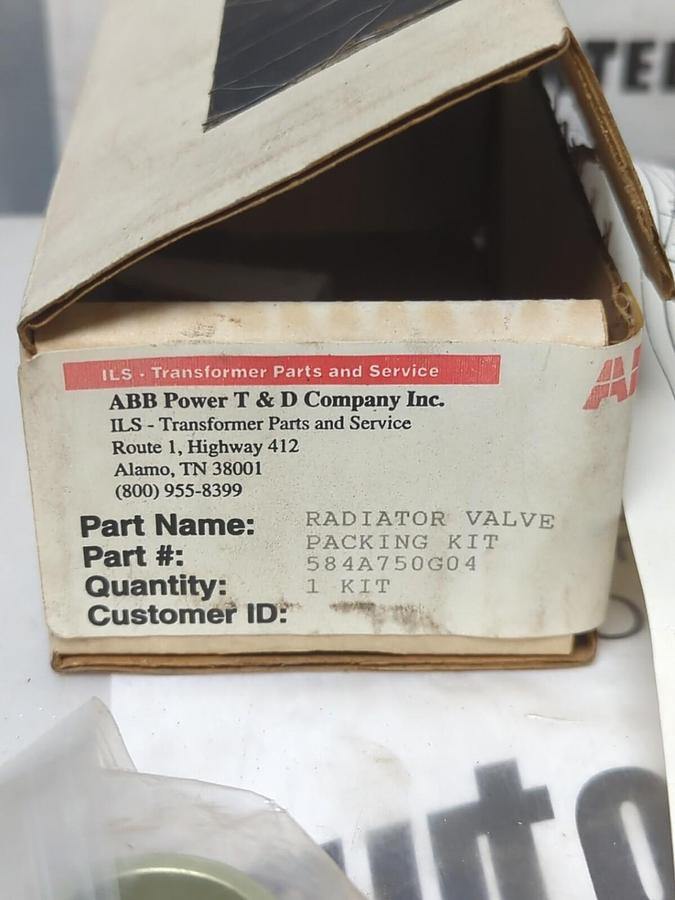 ILS - Transformer Parts and Service
ABB Power T & D Company Inc.
ILS - Transformer Parts and Service
Route 1, Highway 412
Alamo, TN 38001
(800) 955-8399
Part Name: RADIATOR VALVE
PACKING KIT
Part #: 584A750G04
Quantity: 1 KIT
Customer ID: